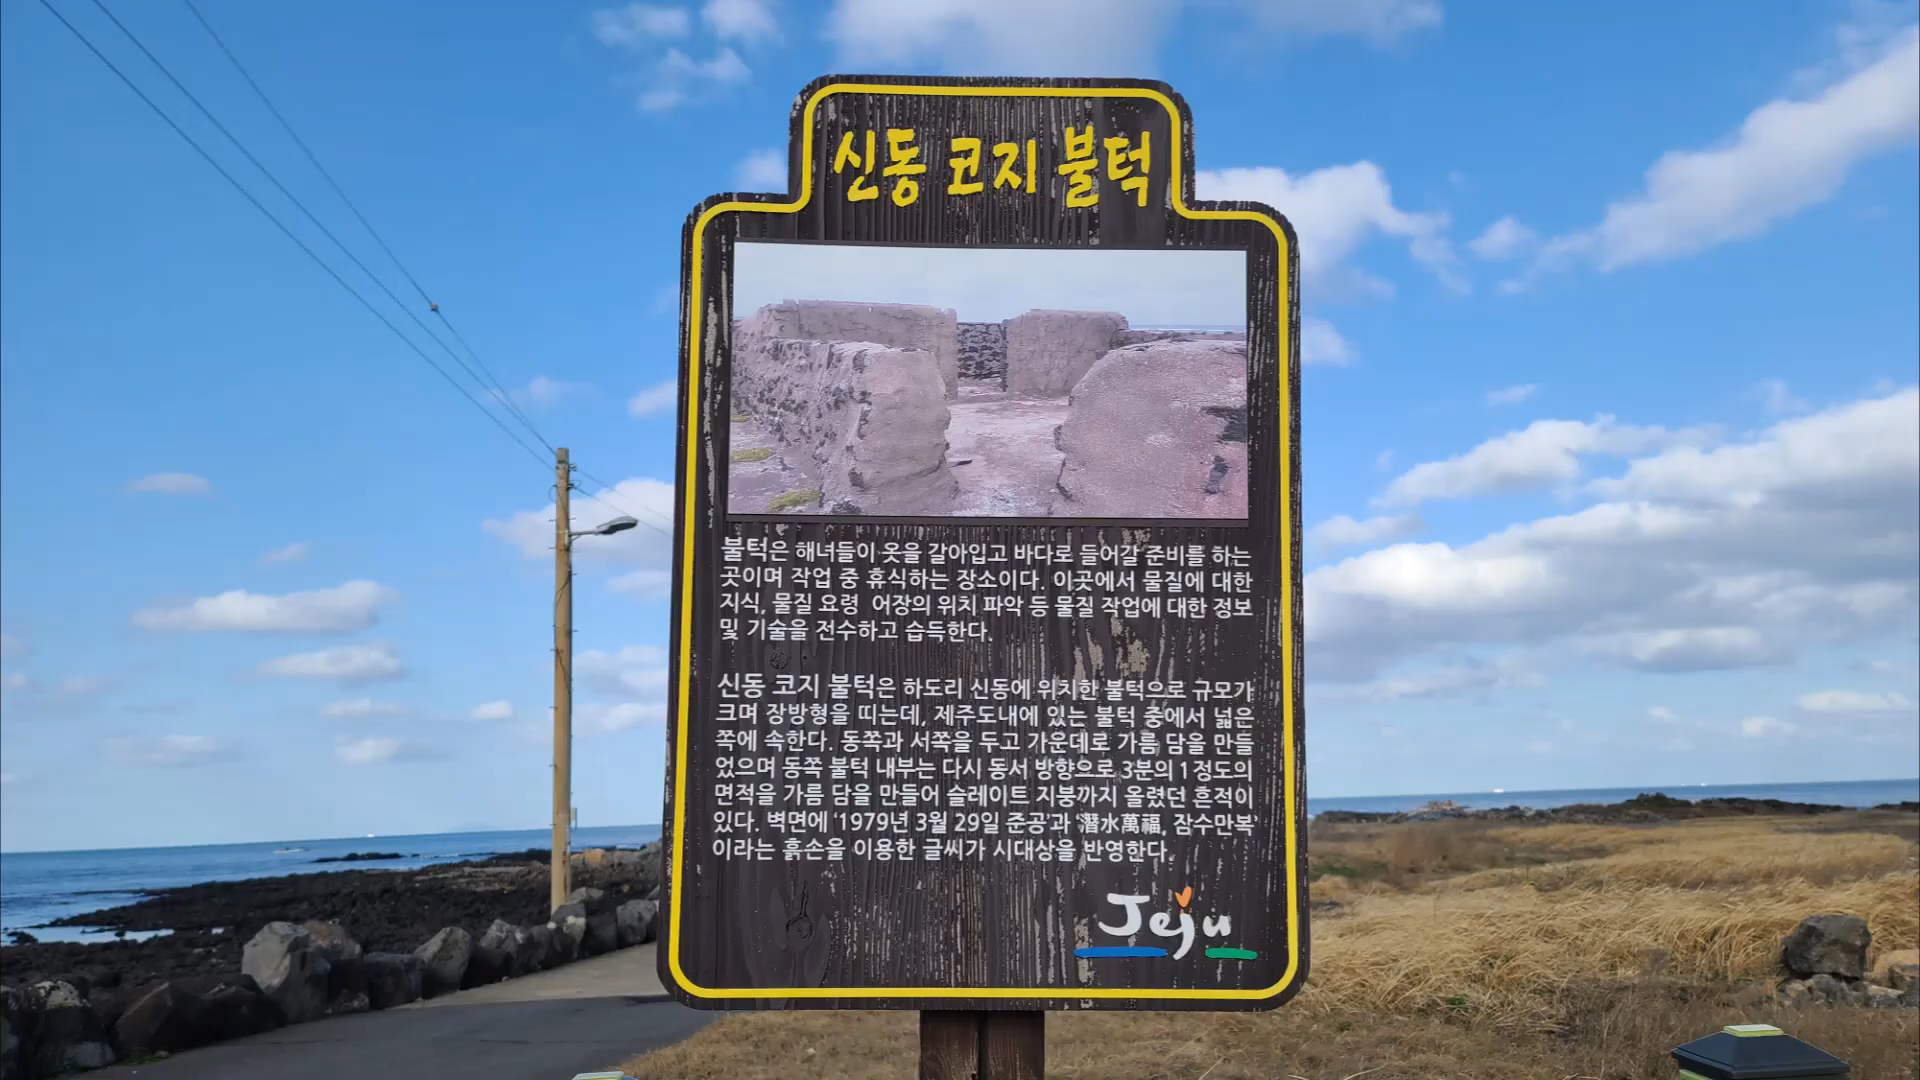 신동 코지 불턱
불턱은 해녀들이 옷을 갈아입고 바다로 들어갈 준비를 하는
곳이며 작업 중 휴식하는 장소이다. 이곳에서 물질에 대한
지식, 물질 요령 어장의 위치 파악 등 물질 작업에 대한 정보
및 기술을 전수하고 습득한다.
신동 코지 불턱은 하도리 신동에 위치한 불턱으로 규모가
크며 장방형을 띠는데, 제주도내에 있는 불턱 중에서 넓은
쪽에 속한다. 동쪽과 서쪽을 두고 가운데로 가름 담을 만들
었으며 동쪽 불턱 내부는 다시 동서 방향으로 3분의 1 정도의
면적을 가름 담을 만들어 슬레이트 지붕까지 올렸던 흔적이
있다. 벽면에 '1979년 3월 29일 준공'과 '潛水萬福, 잠수만복'
이라는 흙손을 이용한 글씨가 시대상을 반영한다.
Jeju